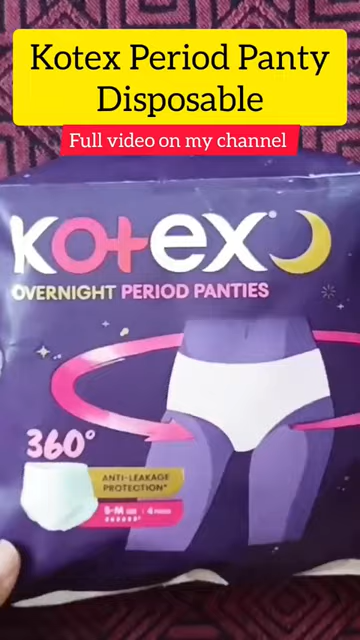 Kotex Period Panty
Disposable
Full video on my channel
Kotex®
OVERNIGHT PERIOD PANTIES
360°
ANTI-LEAKAGE
PROTECTION*
S-M